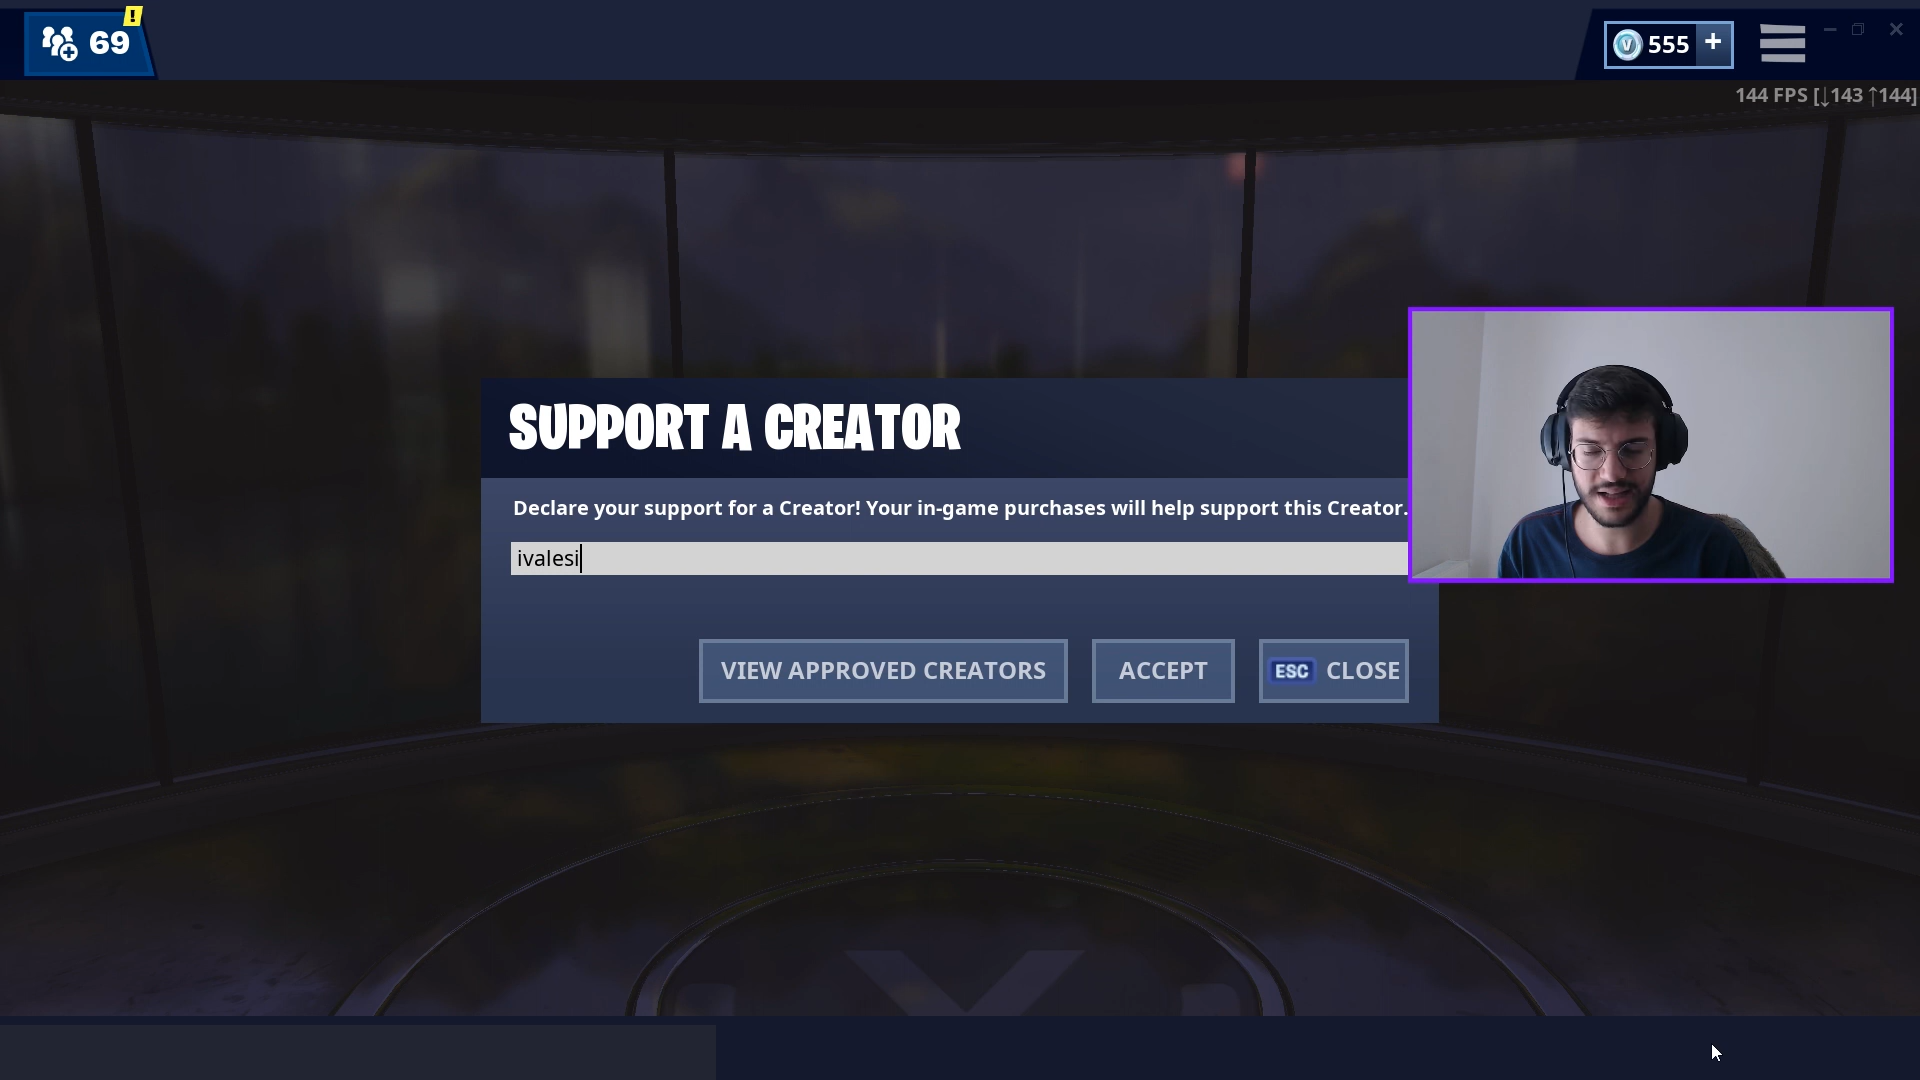 !
69
555 +
144 FPS [↓143 ↑144]
SUPPORT A CREATOR
Declare your support for a Creator! Your in-game purchases will help support this Creator.
ivalesi
VIEW APPROVED CREATORS
ACCEPT
ESC CLOSE